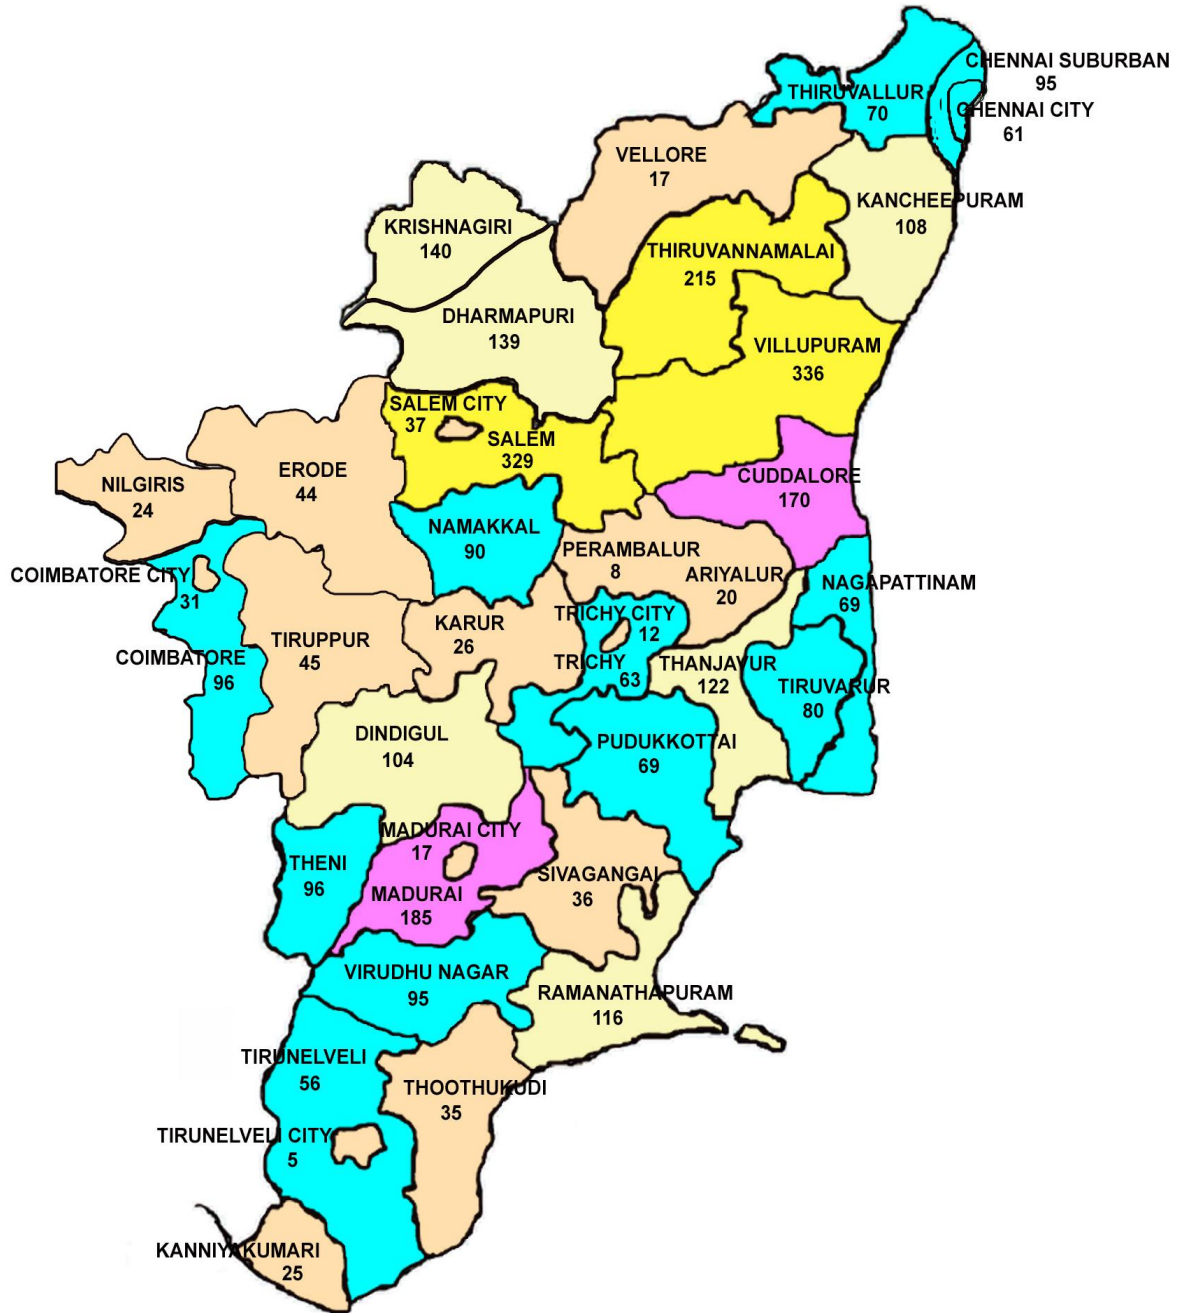 CHENNAI SUBURBAN
95
THIRUVALLUR
70
CHENNAI CITY
61
VELLORE
17
KANCHEEPURAM
108
KRISHNAGIRI
140
THIRUVANNAMALAI
215
DHARMAPURI
139
VILLUPURAM
336
SALEM CITY
37
SALEM
329
ERODE
44
CUDDALORE
170
NILGIRIS
24
NAMAKKAL
90
PERAMBALUR
8
ARIYALUR
20
COIMBATORE CITY
31
NAGAPATTINAM
69
TRICHY CITY
12
KARUR
26
TIRUPPUR
45
COIMBATORE
96
TRICHY
63
THANJAVUR
122
TIRUVARUR
80
DINDIGUL
104
PUDUKKOTTAI
69
MADURAI CITY
17
THENI
96
SIVAGANGAI
36
MADURAI
185
VIRUDHU NAGAR
95
RAMANATHAPURAM
116
TIRUNELVELI
56
THOOTHUKUDI
35
TIRUNELVELI CITY
5
KANNIYAKUMARI
25